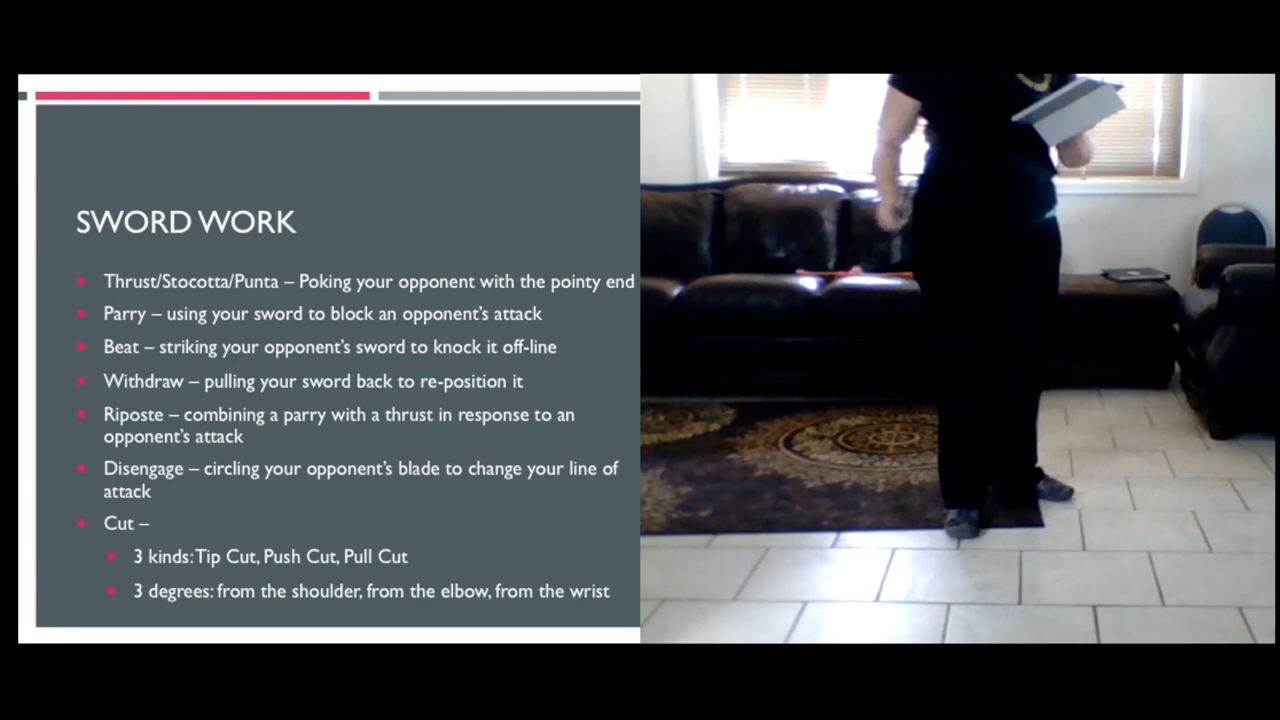 SWORD WORK
Thrust/Stocotta/Punta – Poking your opponent with the pointy end
Parry – using your sword to block an opponent's attack
Beat – striking your opponent's sword to knock it off-line
Withdraw – pulling your sword back to re-position it
Riposte – combining a parry with a thrust in response to an
opponent's attack
Disengage – circling your opponent's blade to change your line of
attack
Cut –
3 kinds: Tip Cut, Push Cut, Pull Cut
3 degrees: from the shoulder, from the elbow, from the wrist